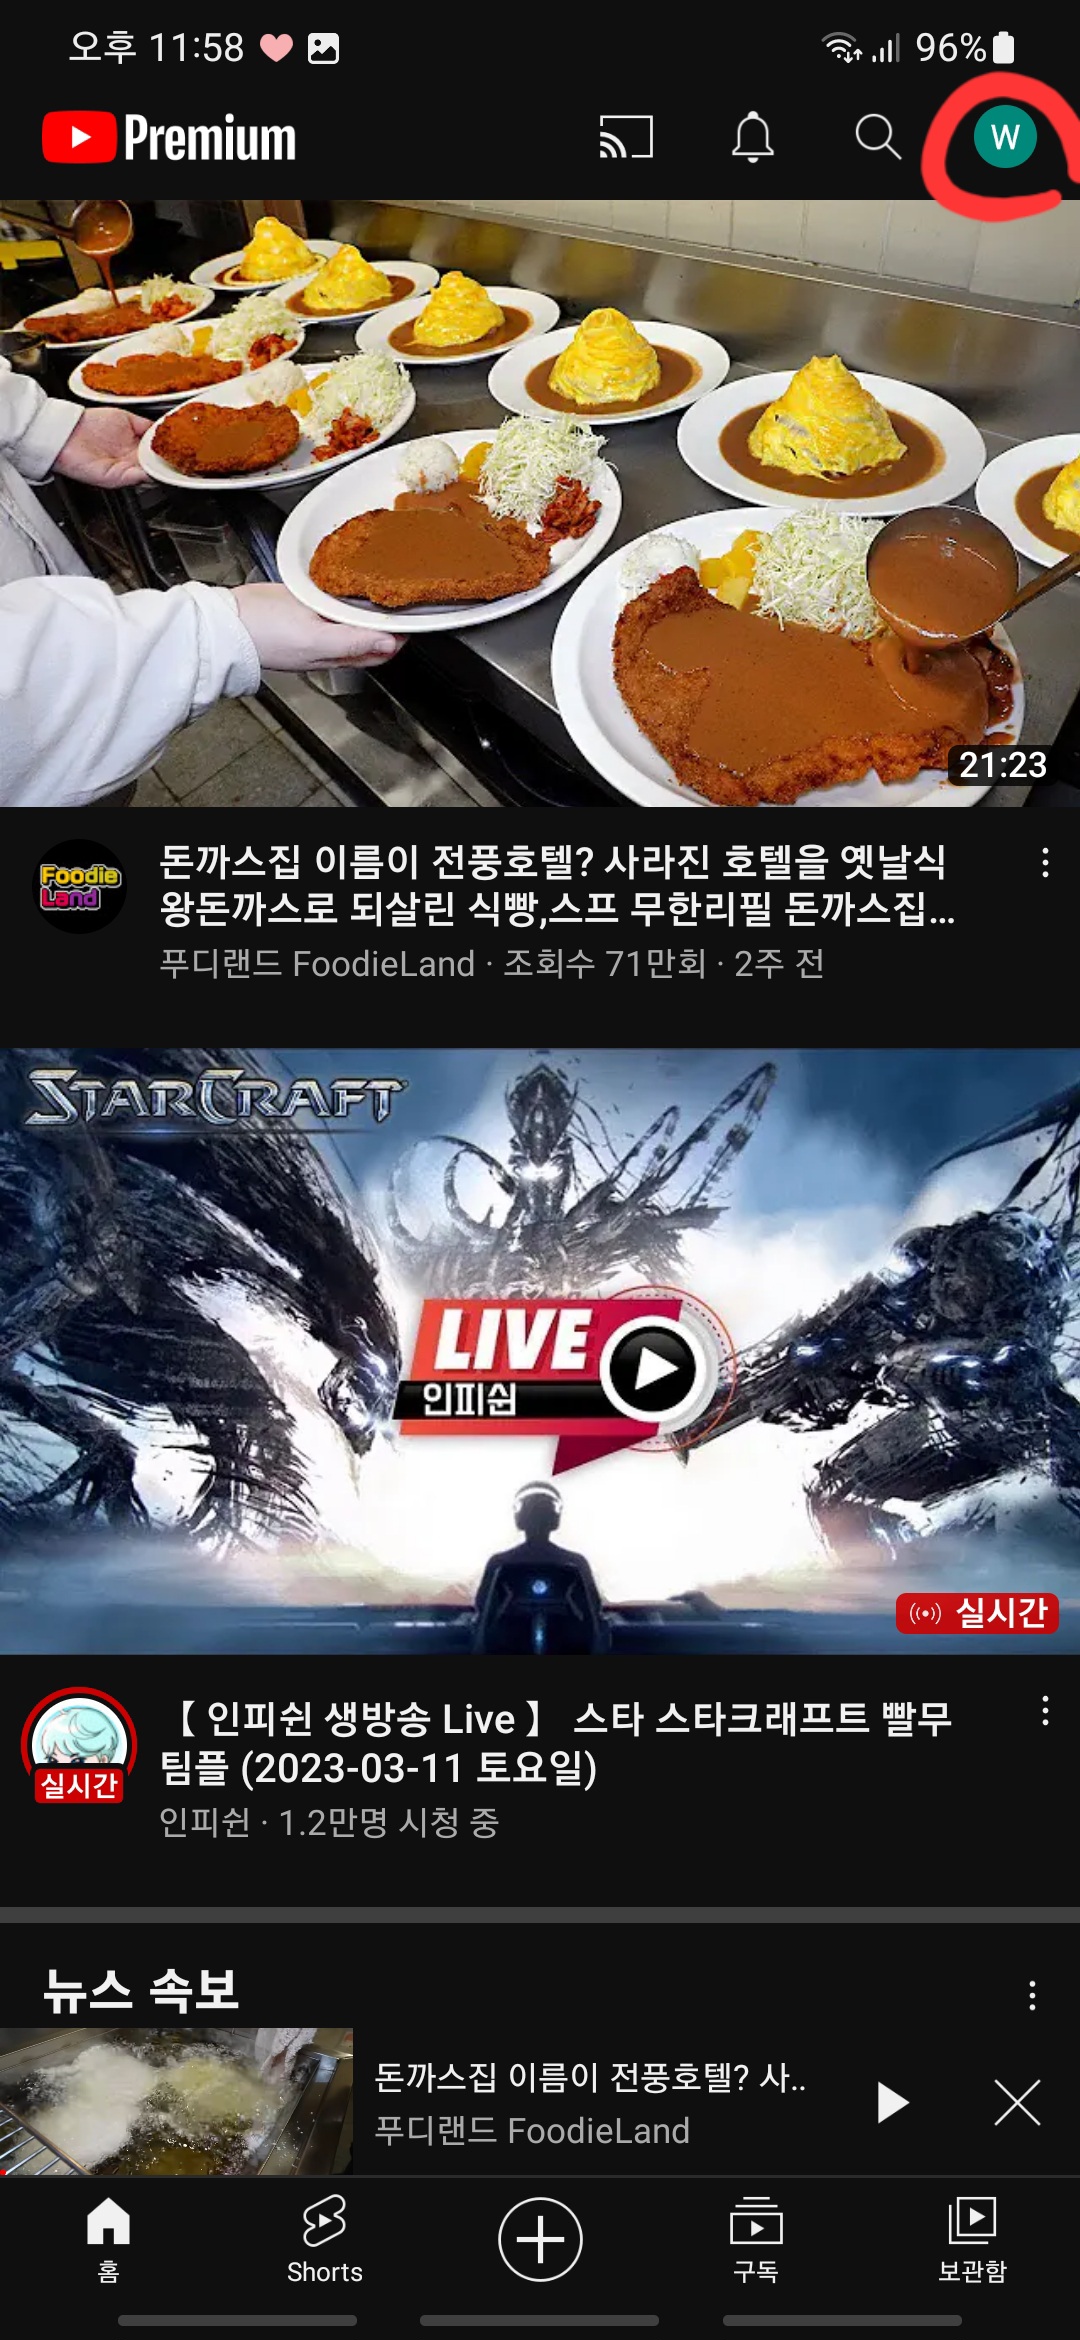 오후 11:58 96%
Premium
W
21:23
Foodie
Land
돈까스집 이름이 전풍호텔? 사라진 호텔을 옛날식
왕돈까스로 되살린 식빵,스프 무한리필 돈까스집...
푸디랜드 FoodieLand · 조회수 71만회 · 2주 전
STARCRAFT
LIVE
인피쉰
실시간
【 인피쉰 생방송 Live 】 스타 스타크래프트 빨무
팀플 (2023-03-11 토요일)
실시간
인피쉰 · 1.2만명 시청 중
뉴스 속보
돈까스집 이름이 전풍호텔? 사..
푸디랜드 FoodieLand
홈
Shorts
구독
보관함